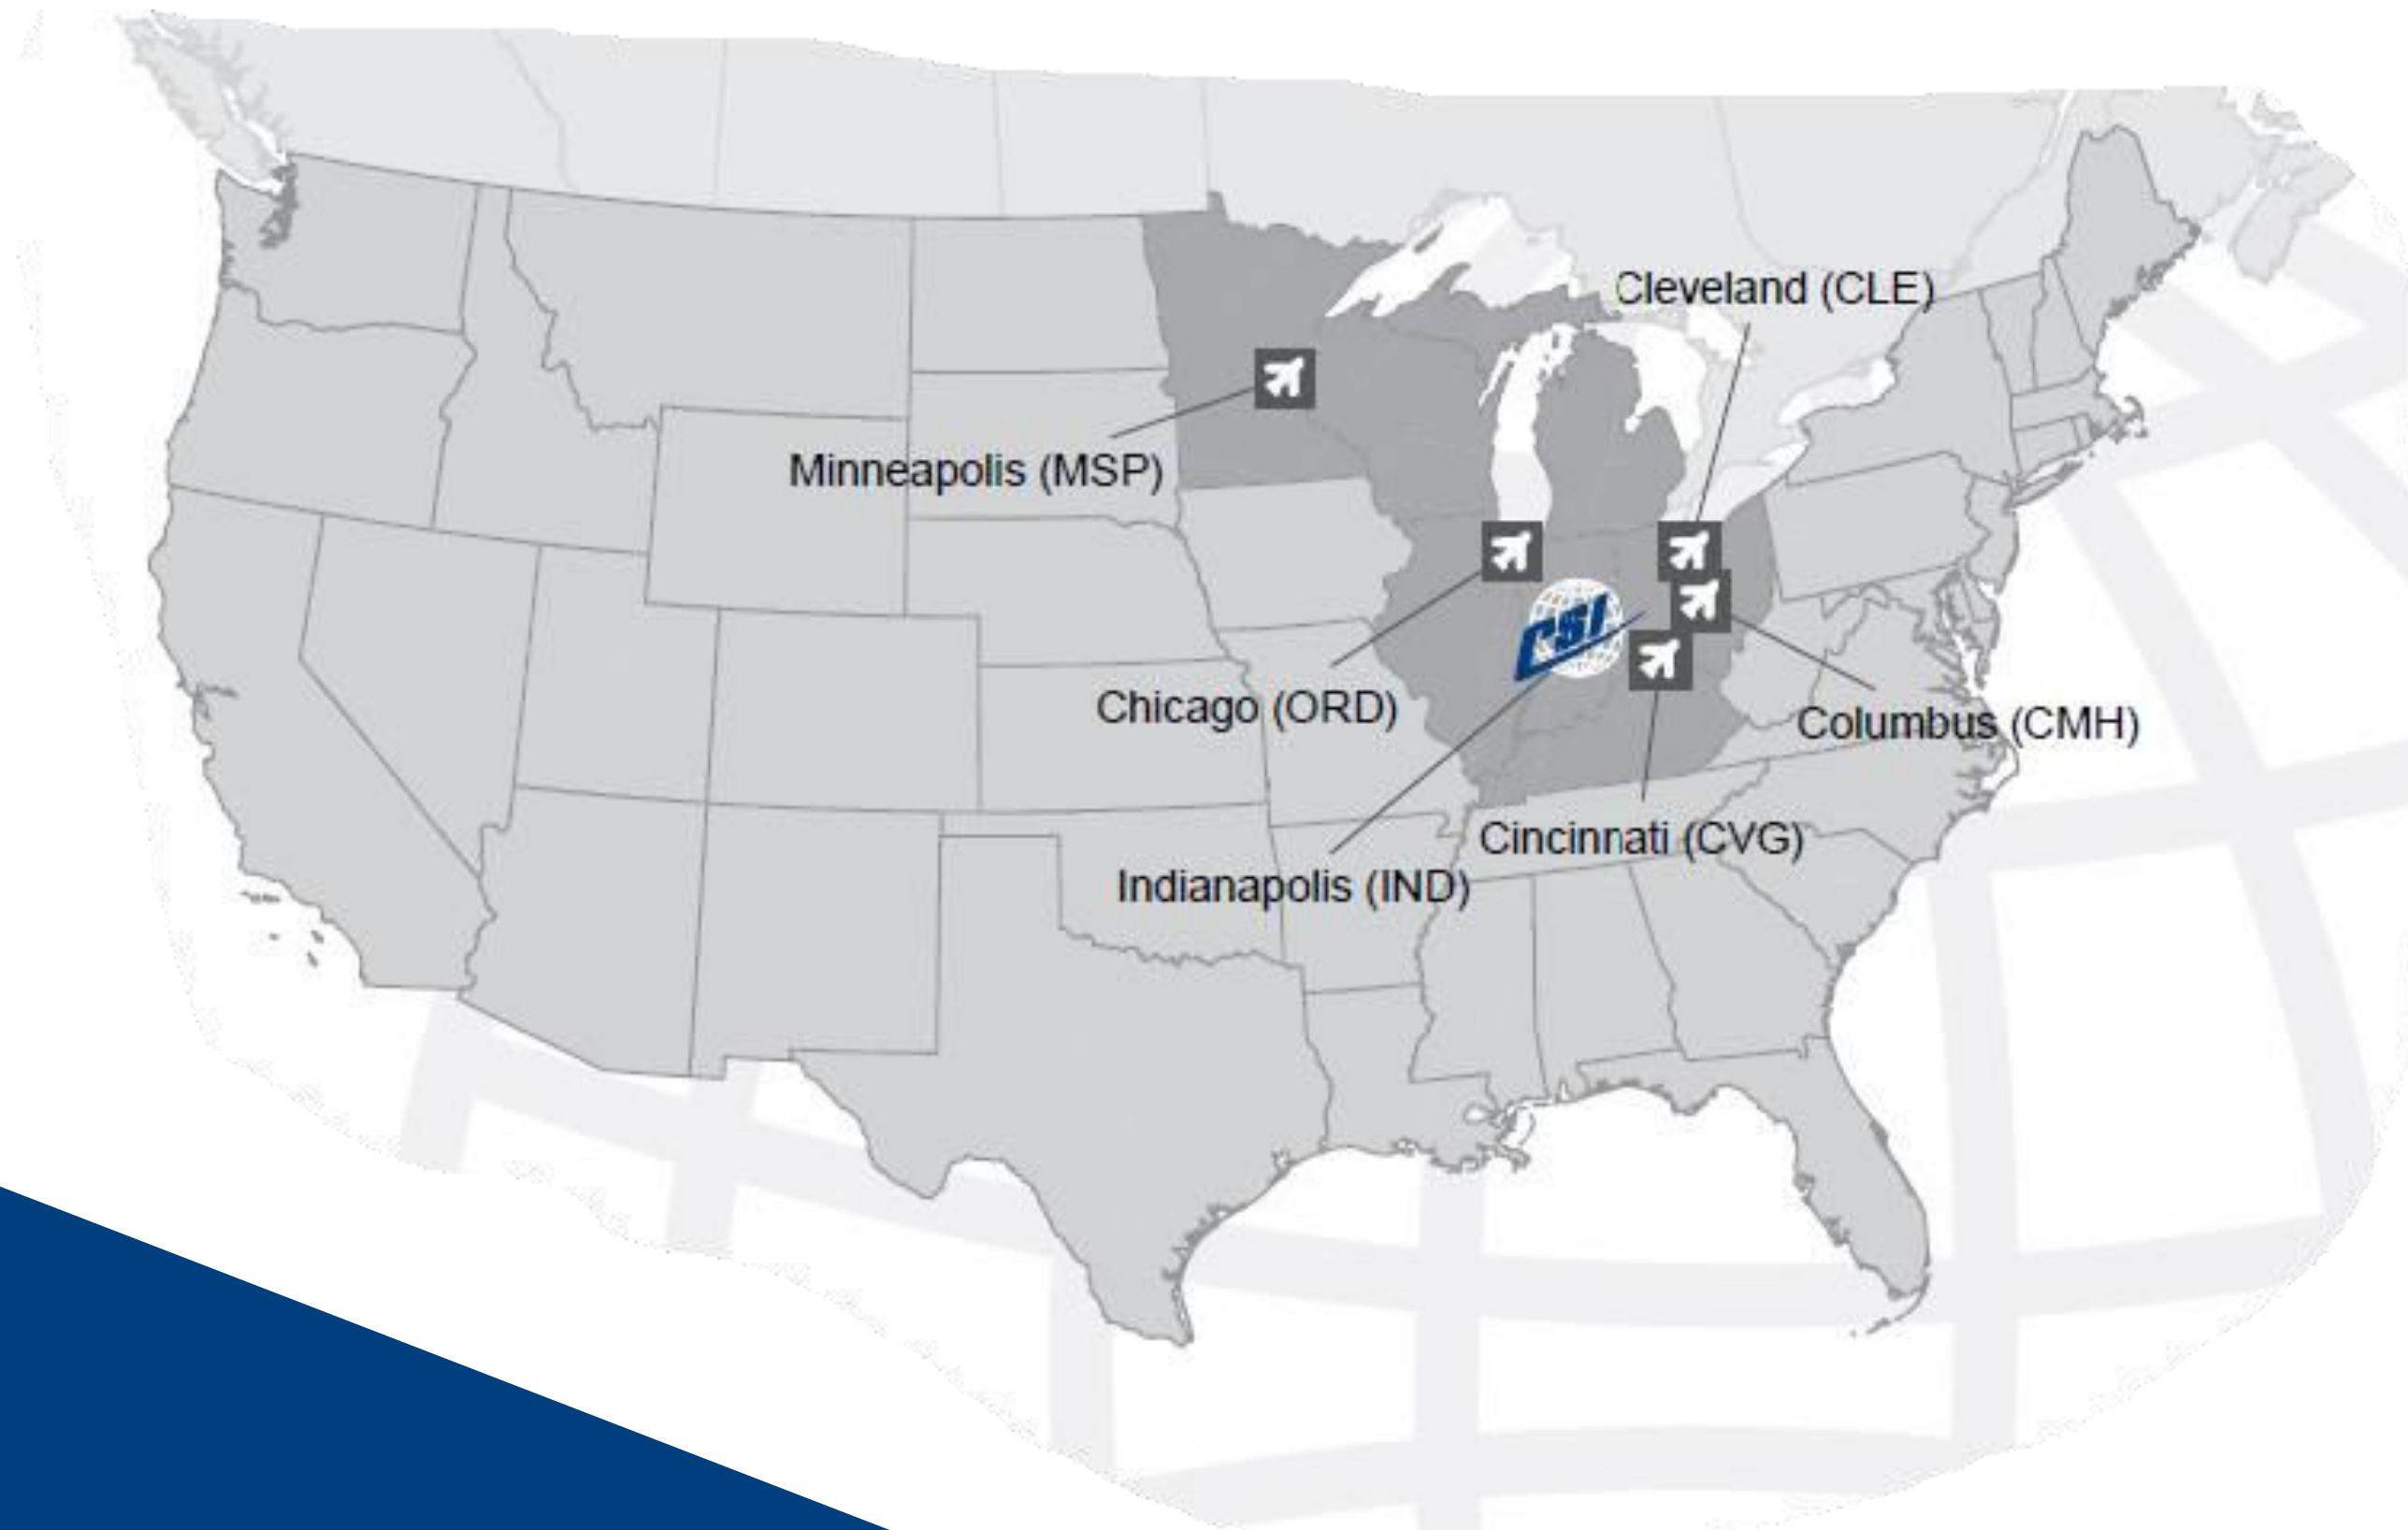 Cleveland (CLE)
Minneapolis (MSP)
CSI
Chicago (ORD)
Columbus (CMH)
Cincinnati (CVG)
Indianapolis (IND)